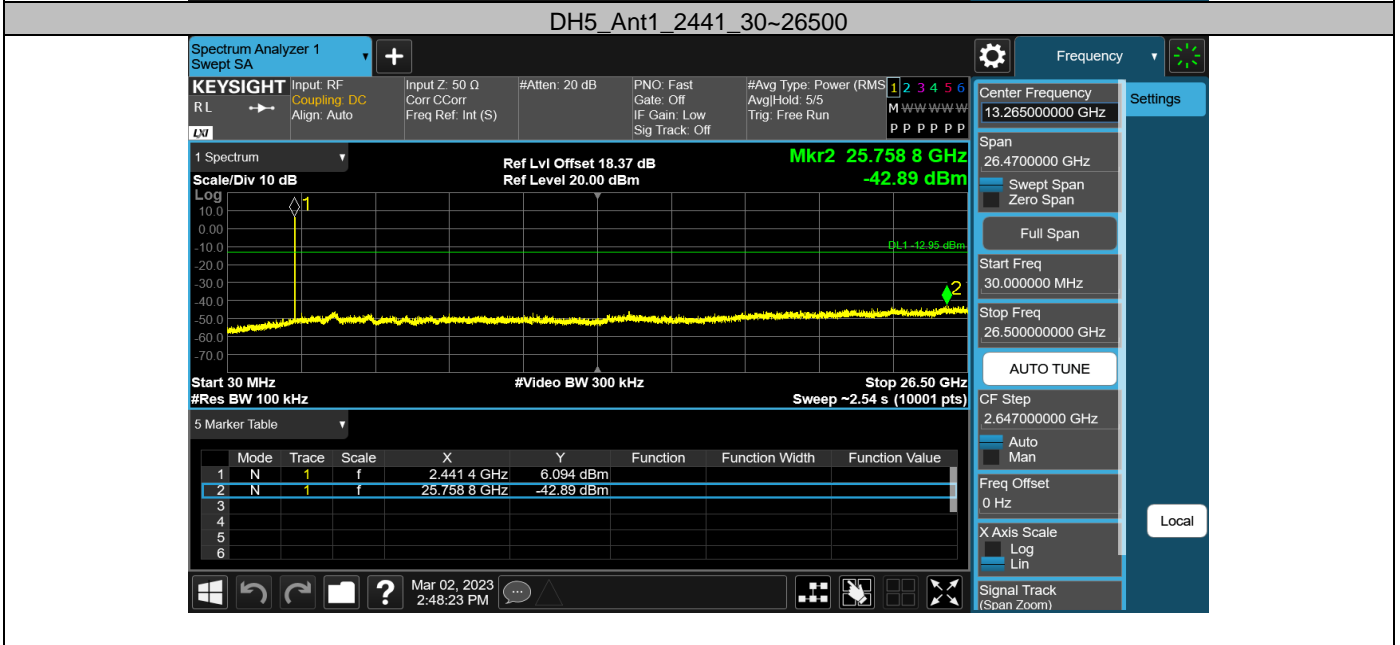 DH5_Ant1_2441_30~26500
Spectrum Analyzer 1
Swept SA
+
Frequency
KEYSIGHT
RL
LXI
Input: RF
Coupling: DC
Align: Auto
Input Z: 50 Ω
Corr CCorr
Freq Ref: Int (S)
#Atten: 20 dB
PNO: Fast
Gate: Off
IF Gain: Low
Sig Track: Off
#Avg Type: Power (RMS
Avg|Hold: 5/5
Trig: Free Run
1 2 3 4 5 6
M W W W W W
P P P P P P
1 Spectrum
Scale/Div 10 dB
Ref Lvl Offset 18.37 dB
Ref Level 20.00 dBm
Mkr2 25.758 8 GHz
-42.89 dBm
Log
10.0
0.00
-10.0
-20.0
-30.0
-40.0
-50.0
-60.0
-70.0
1
DL1 -12.95 dBm
2
Start 30 MHz
#Video BW 300 kHz
Stop 26.50 GHz
#Res BW 100 kHz
Sweep ~2.54 s (10001 pts)
5 Marker Table
Mode Trace Scale X Y Function Function Width Function Value
1 N 1 f 2.441 4 GHz 6.094 dBm
2 N 1 f 25.758 8 GHz -42.89 dBm
3
4
5
6
Center Frequency
13.265000000 GHz
Settings
Span
26.4700000 GHz
Swept Span
Zero Span
Full Span
Start Freq
30.000000 MHz
Stop Freq
26.500000000 GHz
AUTO TUNE
CF Step
2.647000000 GHz
Auto
Man
Freq Offset
0 Hz
X Axis Scale
Log
Lin
Local
Signal Track
(Span Zoom)
?
Mar 02, 2023
2:48:23 PM